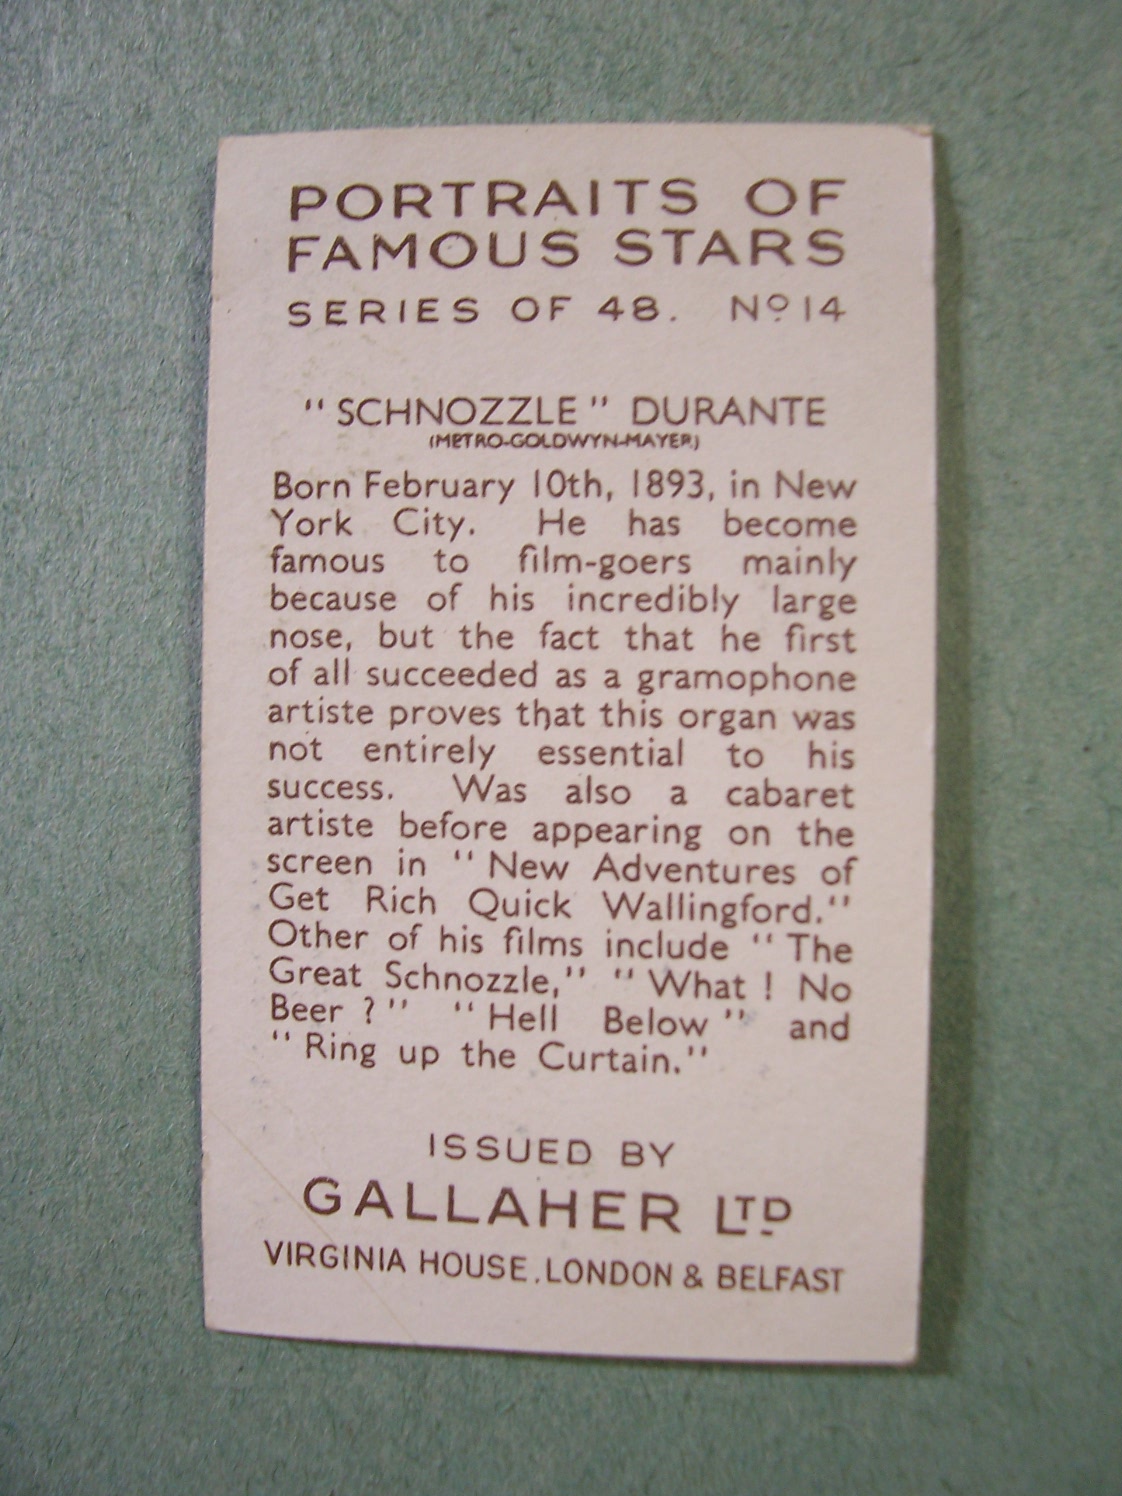 PORTRAITS OF
FAMOUS STARS
SERIES OF 48. Nº 14
"SCHNOZZLE" DURANTE
(METRO-GOLDWYN-MAYER)
Born February 10th, 1893, in New
York City. He has become
famous to film-goers mainly
because of his incredibly large
nose, but the fact that he first
of all succeeded as a gramophone
artiste proves that this organ was
not entirely essential to his
success. Was also a cabaret
artiste before appearing on the
screen in "New Adventures of
Get Rich Quick Wallingford."
Other of his films include "The
Great Schnozzle," "What! No
Beer?" "Hell Below" and
"Ring up the Curtain."
ISSUED BY
GALLAHER LTD
VIRGINIA HOUSE, LONDON & BELFAST